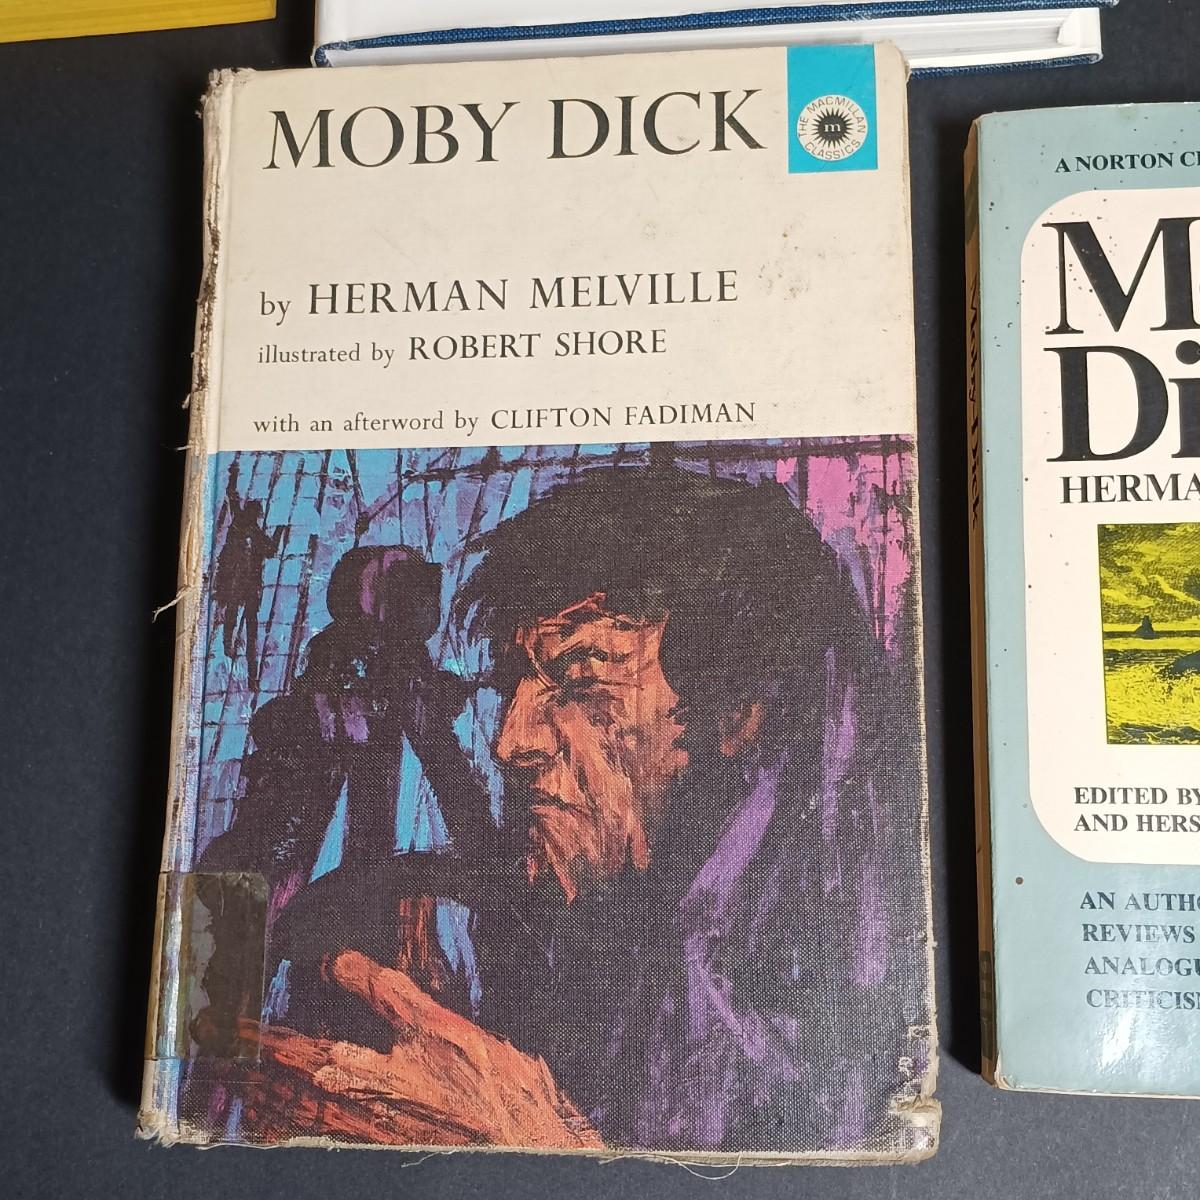 MOBY DICK
THE MACMILLAN CLASSICS
m
by HERMAN MELVILLE
illustrated by ROBERT SHORE
with an afterword by CLIFTON FADIMAN
A NORTON
Di
HERMA
EDITED BY
AND HERS
AN AUTHO
REVIEWS
ANALOGU
CRITICIS
Moby-Dick